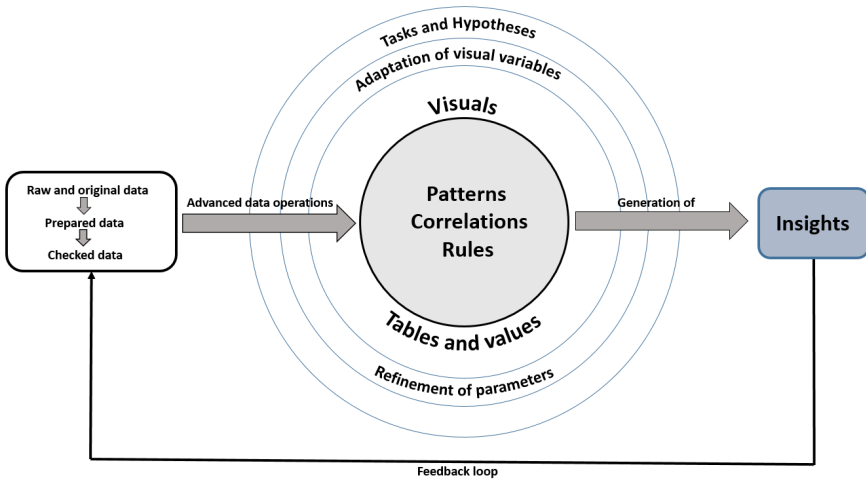 Tasks and Hypotheses
Adaptation of visual variables
Visuals
Raw and original data
Prepared data
Checked data
Advanced data operations
Patterns
Correlations
Rules
Generation of
Insights
Tables and values
Refinement of parameters
Feedback loop